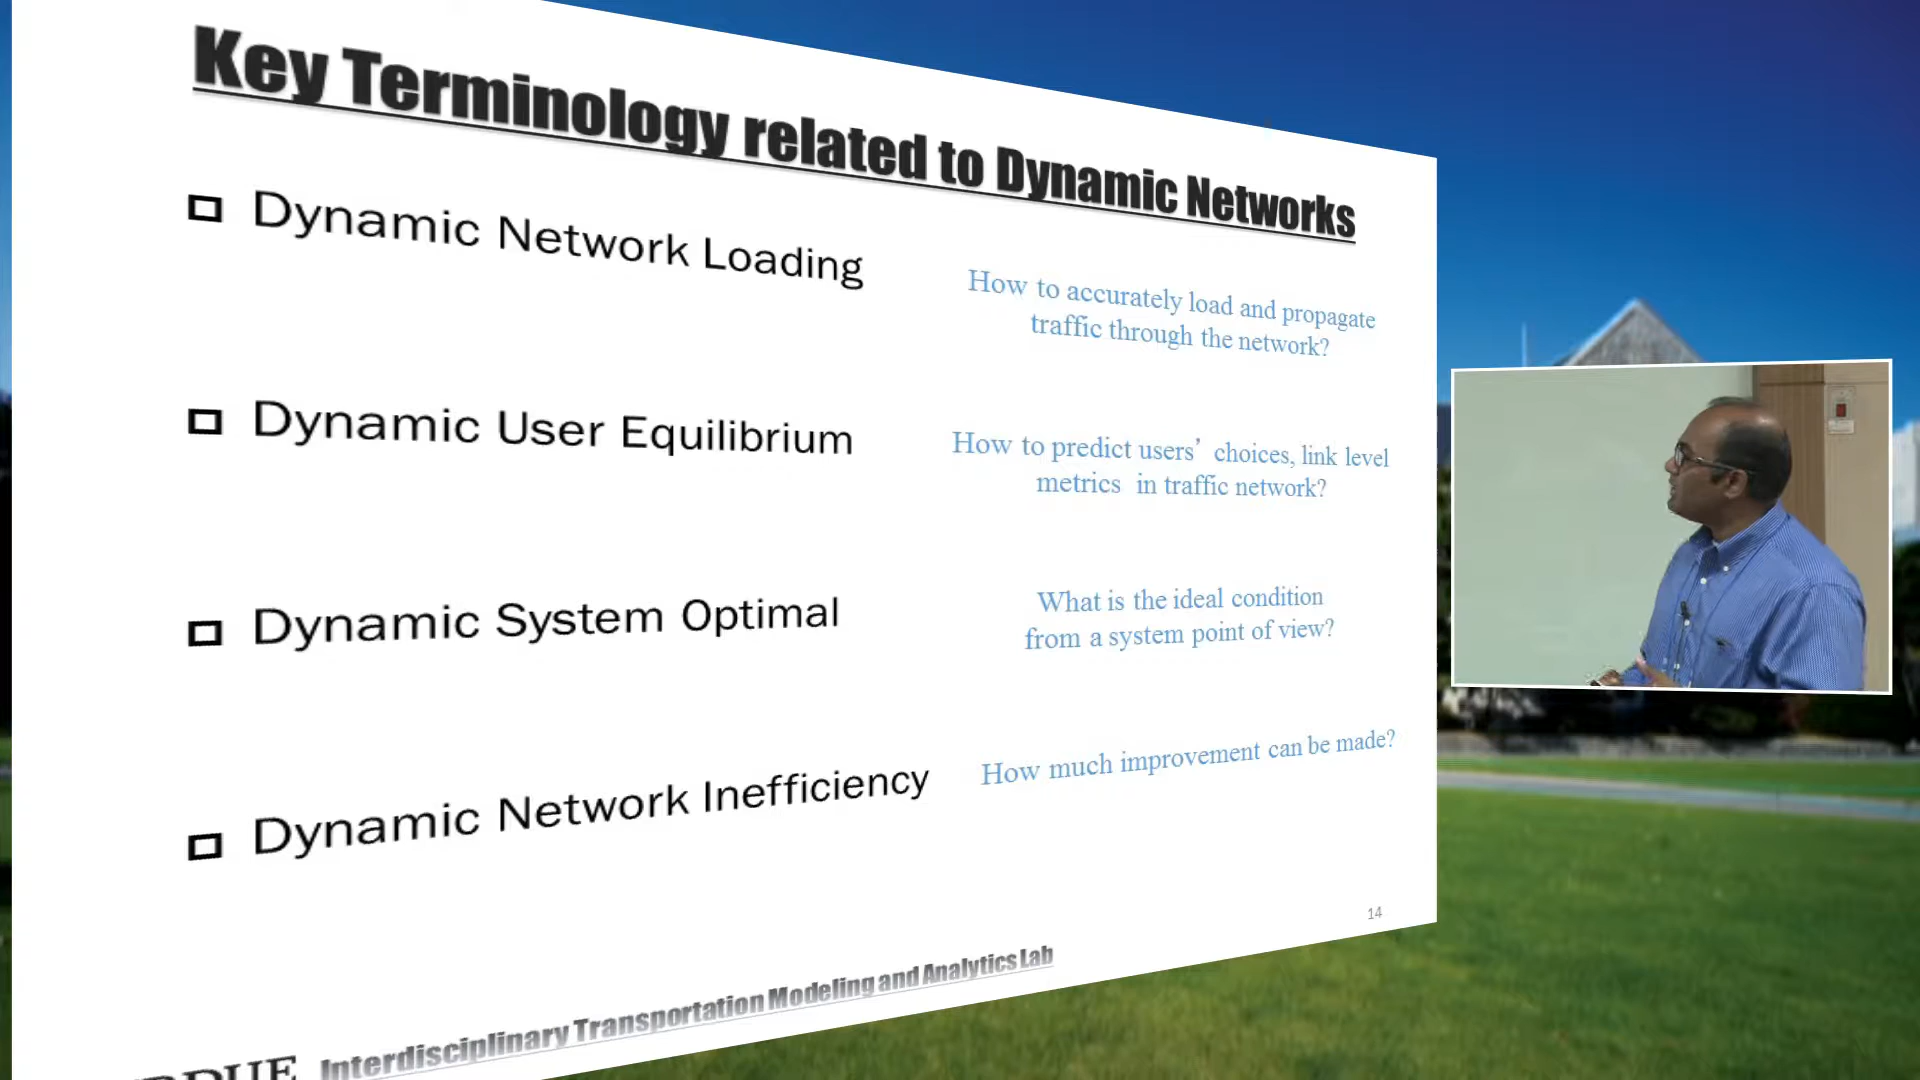 Key Terminology related to Dynamic Networks
Dynamic Network Loading
How to accurately load and propagate
traffic through the network?
Dynamic User Equilibrium
How to predict users’ choices, link level
metrics in traffic network?
Dynamic System Optimal
What is the ideal condition
from a system point of view?
Dynamic Network Inefficiency
How much improvement can be made?
14
Interdisciplinary Transportation Modeling and Analytics Lab